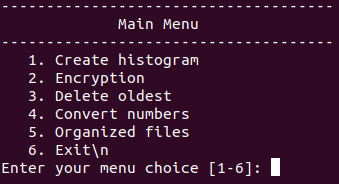 -------------------------------------
Main Menu
-------------------------------------
1. Create histogram
2. Encryption
3. Delete oldest
4. Convert numbers
5. Organized files
6. Exit\n
Enter your menu choice [1-6]: